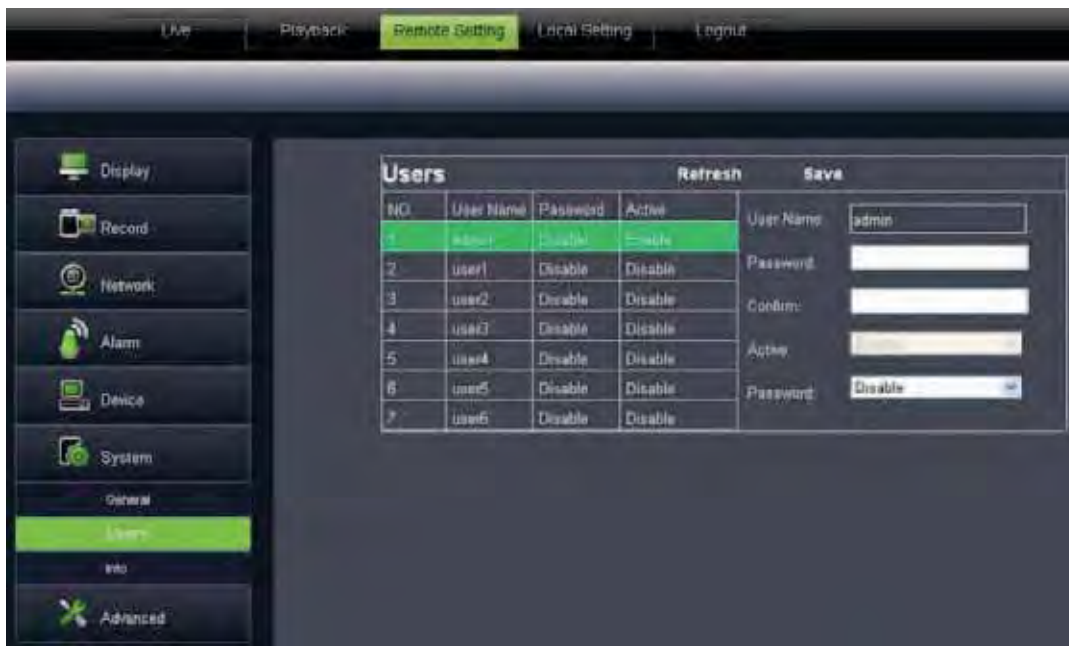 Live Playback Remote Setting Local Setting Logout
Display
Record
Network
Alarm
Device
System
General
Users
Info
Advanced
Users Refresh Save
NO. User Name Password Active
1 admin Disable Enable
2 user1 Disable Disable
3 user2 Disable Disable
4 user3 Disable Disable
5 user4 Disable Disable
6 user5 Disable Disable
7 user6 Disable Disable
User Name: admin
Password:
Confirm:
Active:
Password: Disable